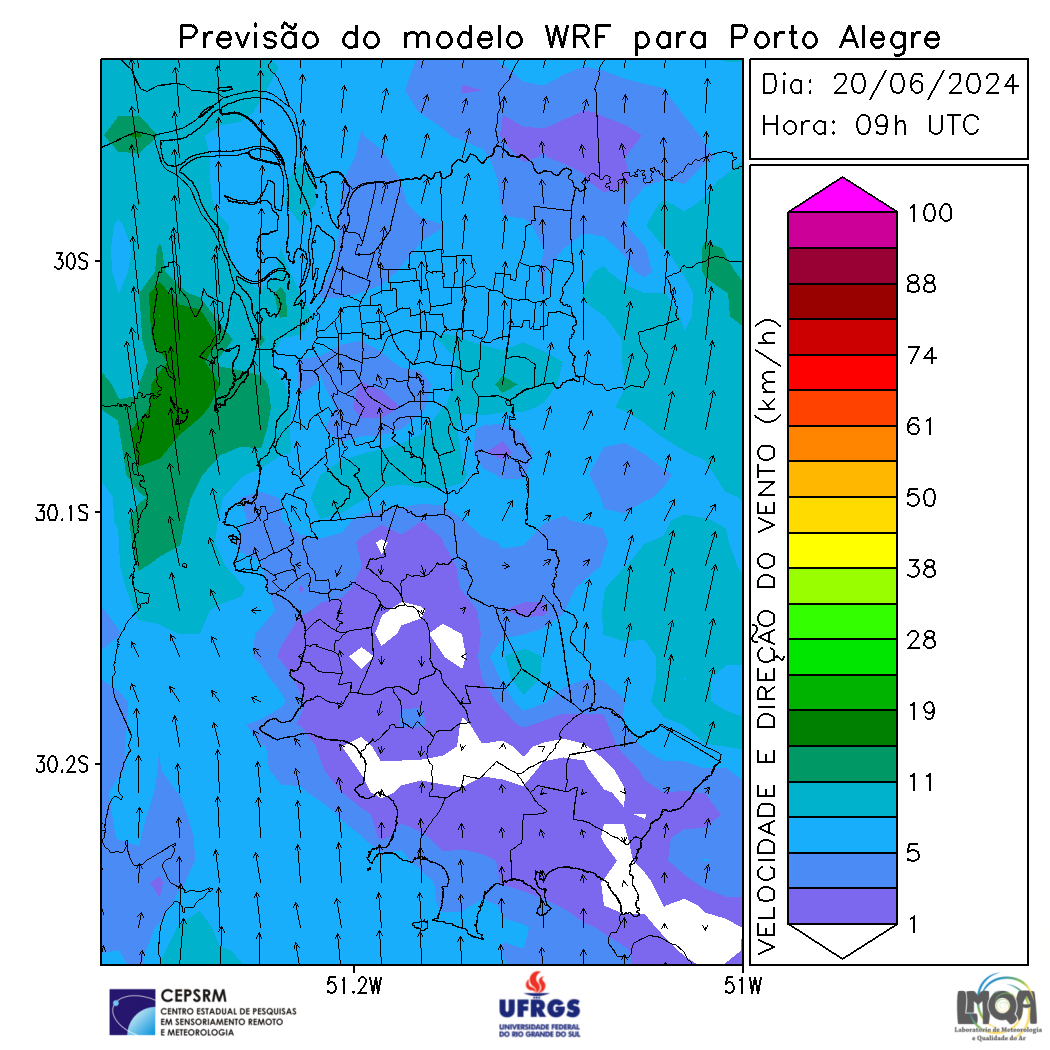 Previsão do modelo WRF para Porto Alegre
Dia: 20/06/2024
Hora: 09h UTC
30S
30.1S
30.2S
51.2W
51W
VELOCIDADE E DIREÇÃO DO VENTO (km/h)
100
88
74
61
50
38
28
19
11
5
1
CEPSRM
CENTRO ESTADUAL DE PESQUISAS
EM SENSORIAMENTO REMOTO
E METEOROLOGIA
UFRGS
UNIVERSIDADE FEDERAL
DO RIO GRANDE DO SUL
LMQA
Laboratório de Meteorologia
e Qualidade do Ar